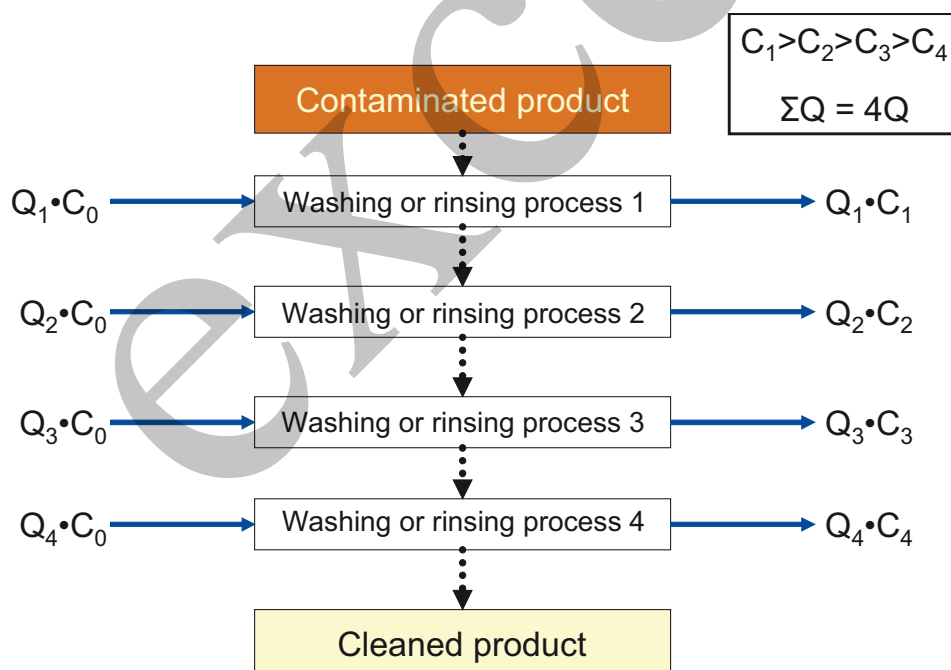 C₁>C₂>C₃>C₄
ΣQ = 4Q
Contaminated product
Q₁•C₀ Washing or rinsing process 1 Q₁•C₁
Q₂•C₀ Washing or rinsing process 2 Q₂•C₂
Q₃•C₀ Washing or rinsing process 3 Q₃•C₃
Q₄•C₀ Washing or rinsing process 4 Q₄•C₄
Cleaned product
exc